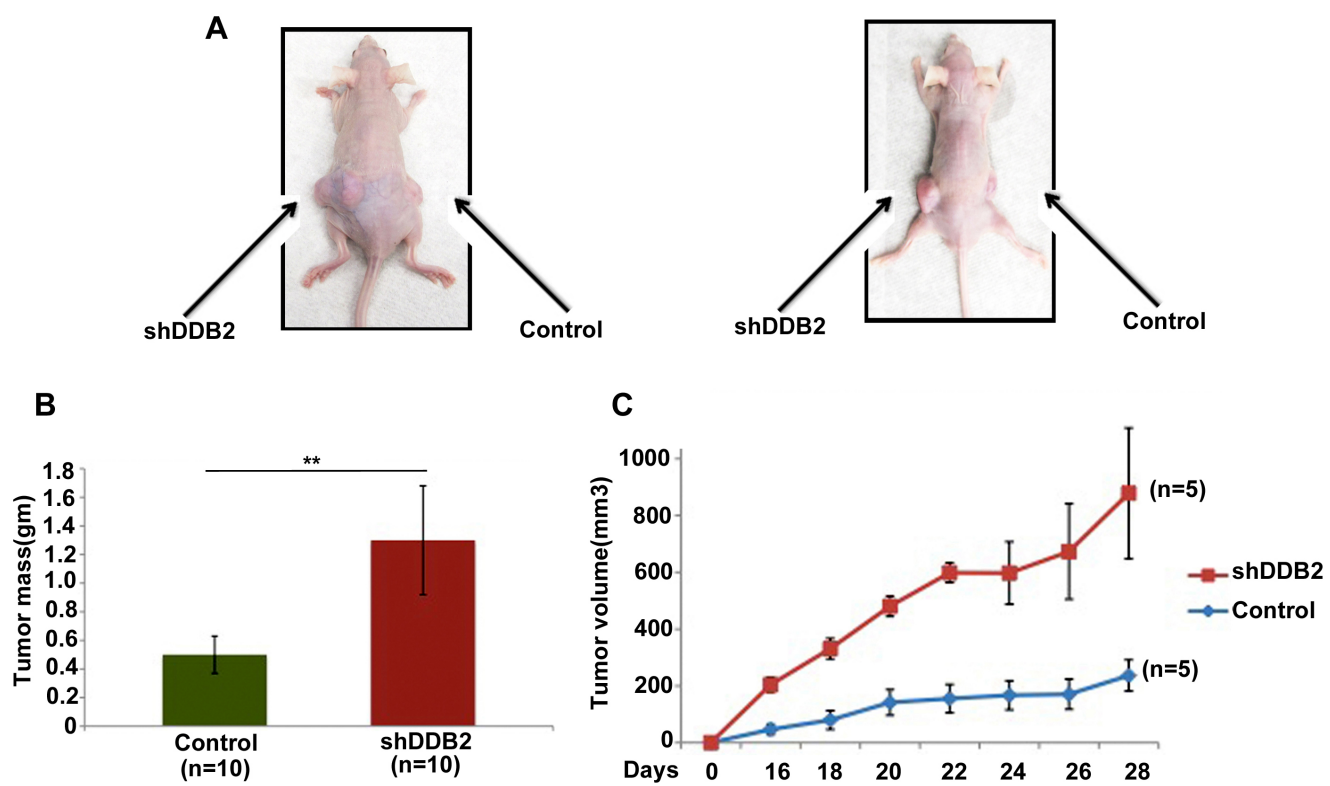 A
shDDB2
Control
shDDB2
Control
B
Tumor mass(gm)
1.8
1.6
1.4
1.2
1.0
0.8
0.6
0.4
0.2
0
**
Control
(n=10)
shDDB2
(n=10)
C
Tumor volume(mm3)
1000
800
600
400
200
0
Days 0 16 18 20 22 24 26 28
(n=5)
(n=5)
shDDB2
Control